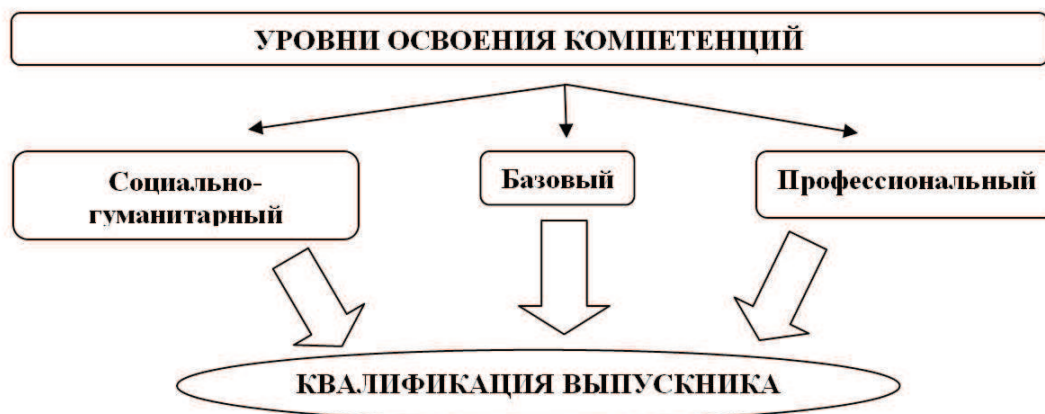 УРОВНИ ОСВОЕНИЯ КОМПЕТЕНЦИЙ
Социально-
гуманитарный
Базовый
Профессиональный
КВАЛИФИКАЦИЯ ВЫПУСКНИКА